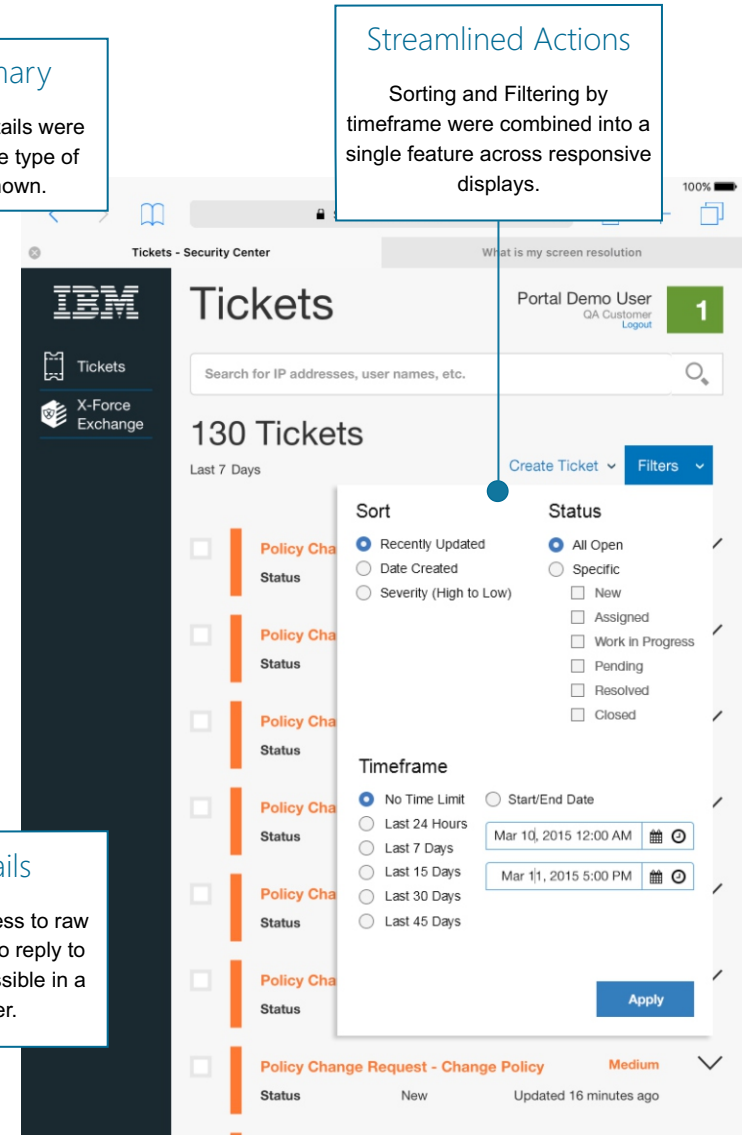 Streamlined Actions
Sorting and Filtering by
timeframe were combined into a
single feature across responsive
displays.
ails were
e type of
100%
Tickets - Security Center
What is my screen resolution
IBM
Tickets
X-Force
Exchange
Tickets
Portal Demo User
QA Customer
Logout
1
Search for IP addresses, user names, etc.
130 Tickets
Last 7 Days
Create Ticket
Filters
Sort
Recently Updated
Date Created
Severity (High to Low)
Status
All Open
Specific
New
Assigned
Work in Progress
Pending
Resolved
Closed
Timeframe
No Time Limit
Last 24 Hours
Last 7 Days
Last 15 Days
Last 30 Days
Last 45 Days
Start/End Date
Mar 10, 2015 12:00 AM
Mar 11, 2015 5:00 PM
Apply
Policy Cha
Status
Policy Cha
Status
Policy Cha
Status
Policy Cha
Status
Policy Cha
Status
Policy Cha
Status
Policy Change Request - Change Policy Medium
Status New Updated 16 minutes ago
ails
ess to raw
o reply to
ssible in a
er.